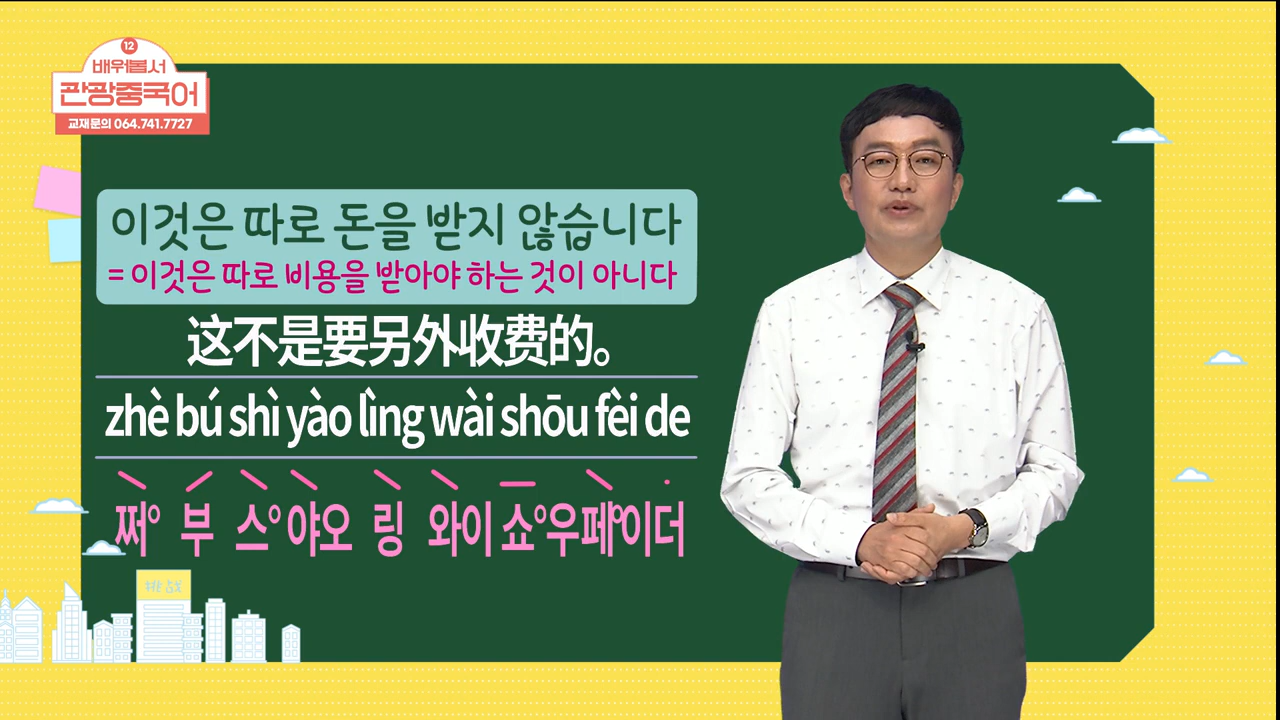 12
배워봅서
관광중국어
교재문의 064.741.7727
이것은 따로 돈을 받지 않습니다
= 이것은 따로 비용을 받아야 하는 것이 아니다
这不是要另外收费的。
zhè bú shì yào lìng wài shōu fèi de
쩌° 부 스° 야오 링 와이 쇼°우 페°이 더
挑战